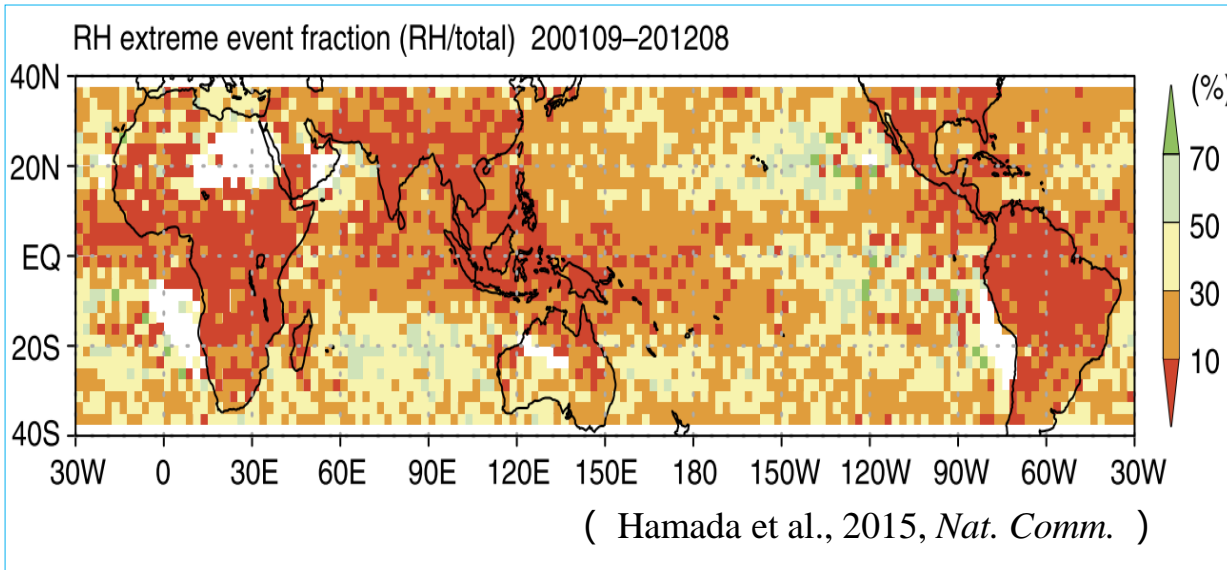 RH extreme event fraction (RH/total) 200109–201208
(%)
40N
20N
EQ
20S
40S
70
50
30
10
30W 0 30E 60E 90E 120E 150E 180 150W 120W 90W 60W 30W
( Hamada et al., 2015, Nat. Comm. )